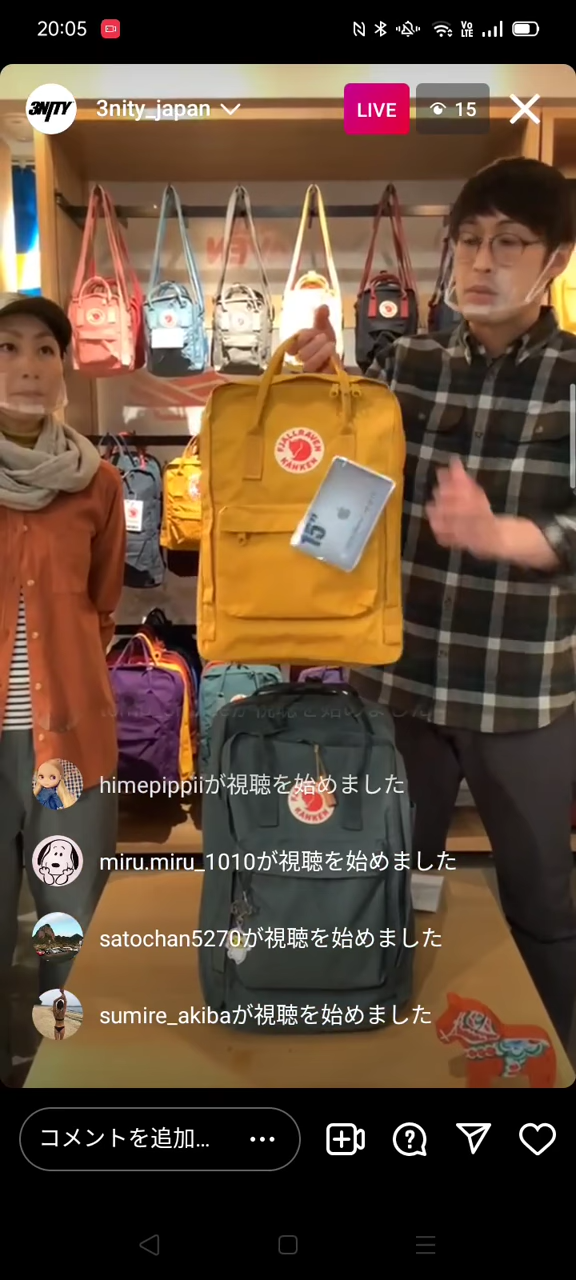 20:05
VO LTE
3NITY
3nity_japan
LIVE
15
FJÄLLRÄVEN
KÅNKEN
15"
himepippiiが視聴を始めました
KÅNKEN
miru.miru_1010が視聴を始めました
satochan5270が視聴を始めました
sumire_akibaが視聴を始めました
コメントを追加...